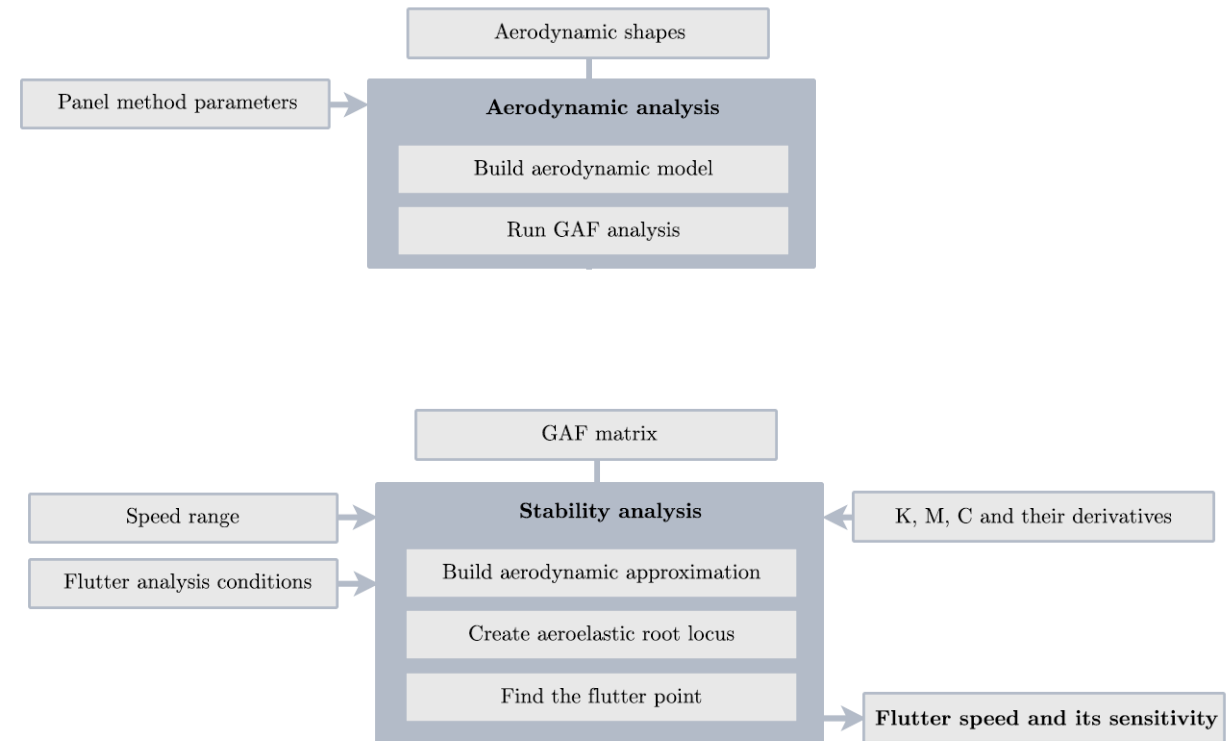 Aerodynamic shapes
Panel method parameters
Aerodynamic analysis
Build aerodynamic model
Run GAF analysis
GAF matrix
Speed range
Stability analysis
K, M, C and their derivatives
Flutter analysis conditions
Build aerodynamic approximation
Create aeroelastic root locus
Find the flutter point
Flutter speed and its sensitivity